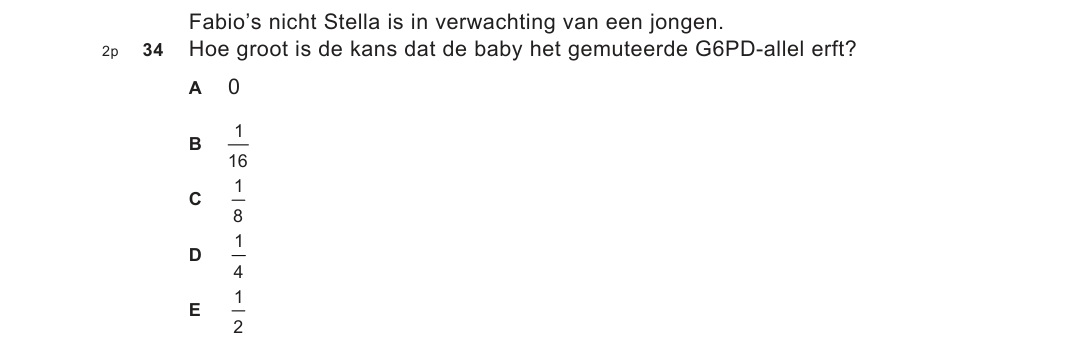 Fabio's nicht Stella is in verwachting van een jongen.
2p 34 Hoe groot is de kans dat de baby het gemuteerde G6PD-allel erft?
A 0
B 1/16
C 1/8
D 1/4
E 1/2